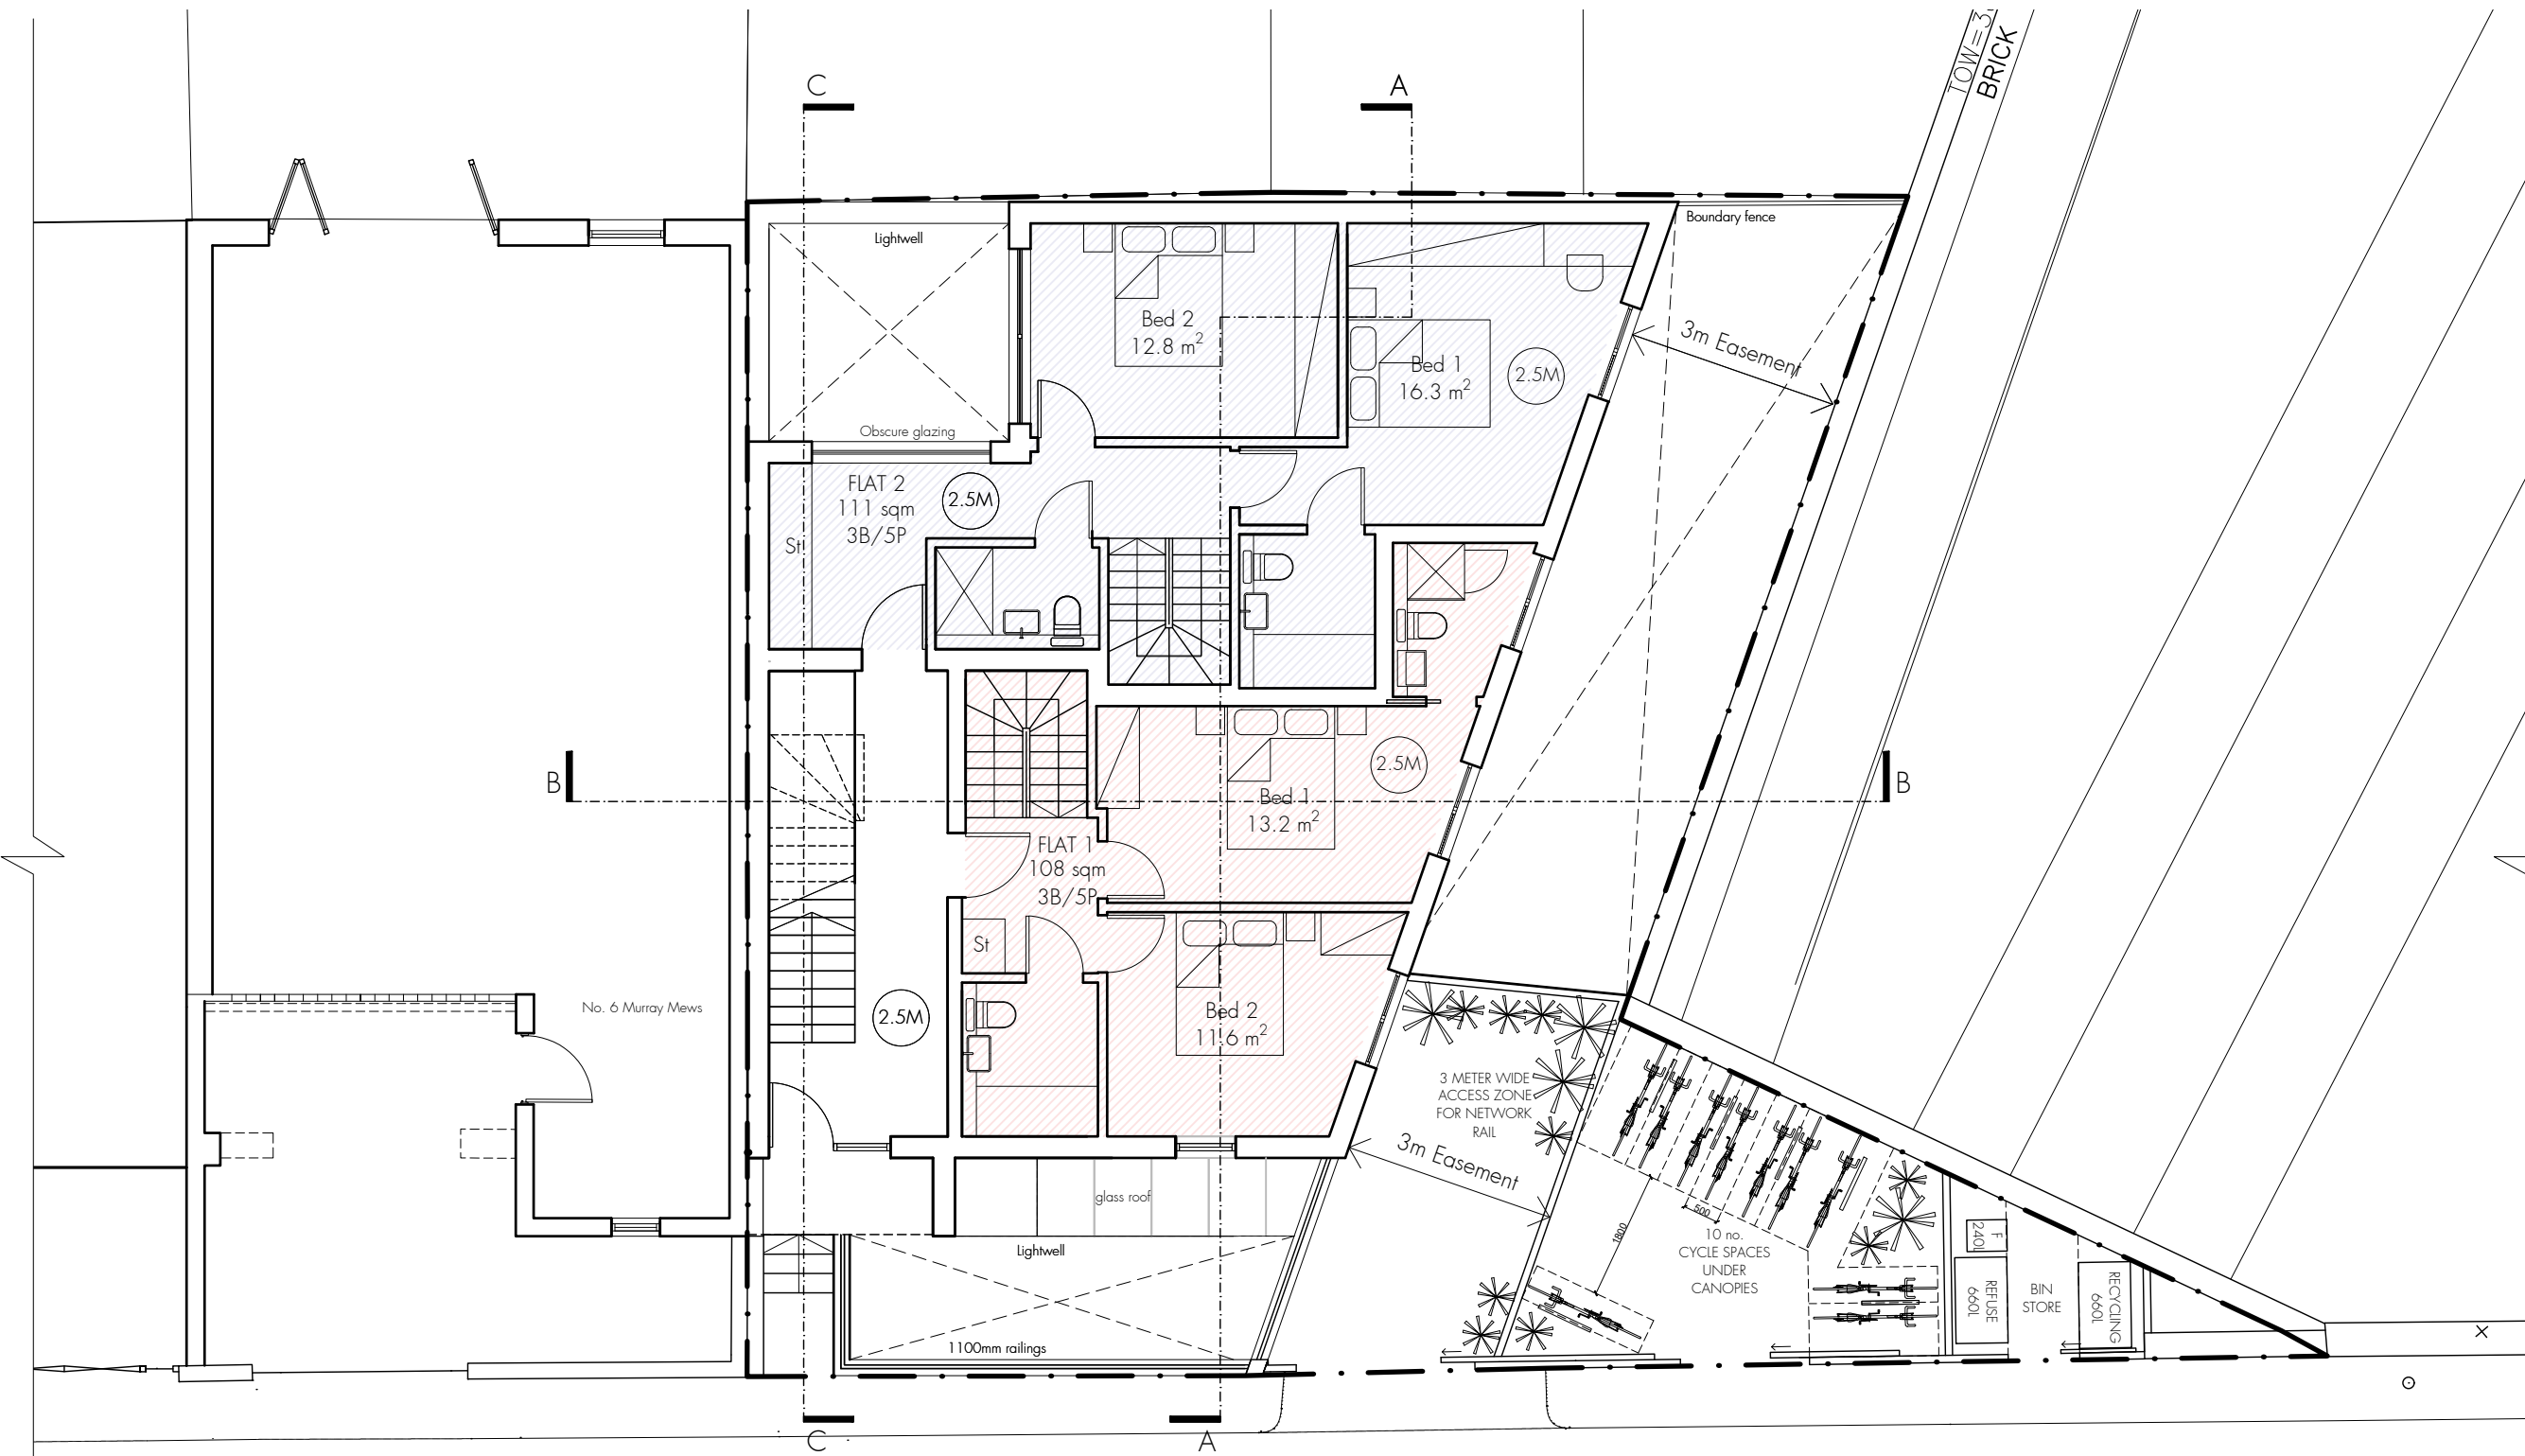 C
A
TOW=3
BRICK
Boundary fence
Lightwell
Bed 2
12.8 m²
3m Easement
Bed 1
16.3 m²
2.5M
Obscure glazing
FLAT 2
111 sqm
3B/5P
2.5M
St
B
2.5M
B
Bed 1
13.2 m²
FLAT 1
108 sqm
3B/5P
St
No. 6 Murray Mews
2.5M
Bed 2
11.6 m²
3 METER WIDE
ACCESS ZONE
FOR NETWORK
RAIL
3m Easement
glass roof
500
1800
10 no.
CYCLE SPACES
UNDER
CANOPIES
F
240L
REFUSE
660L
BIN
STORE
RECYCLING
660L
Lightwell
1100mm railings
C
A